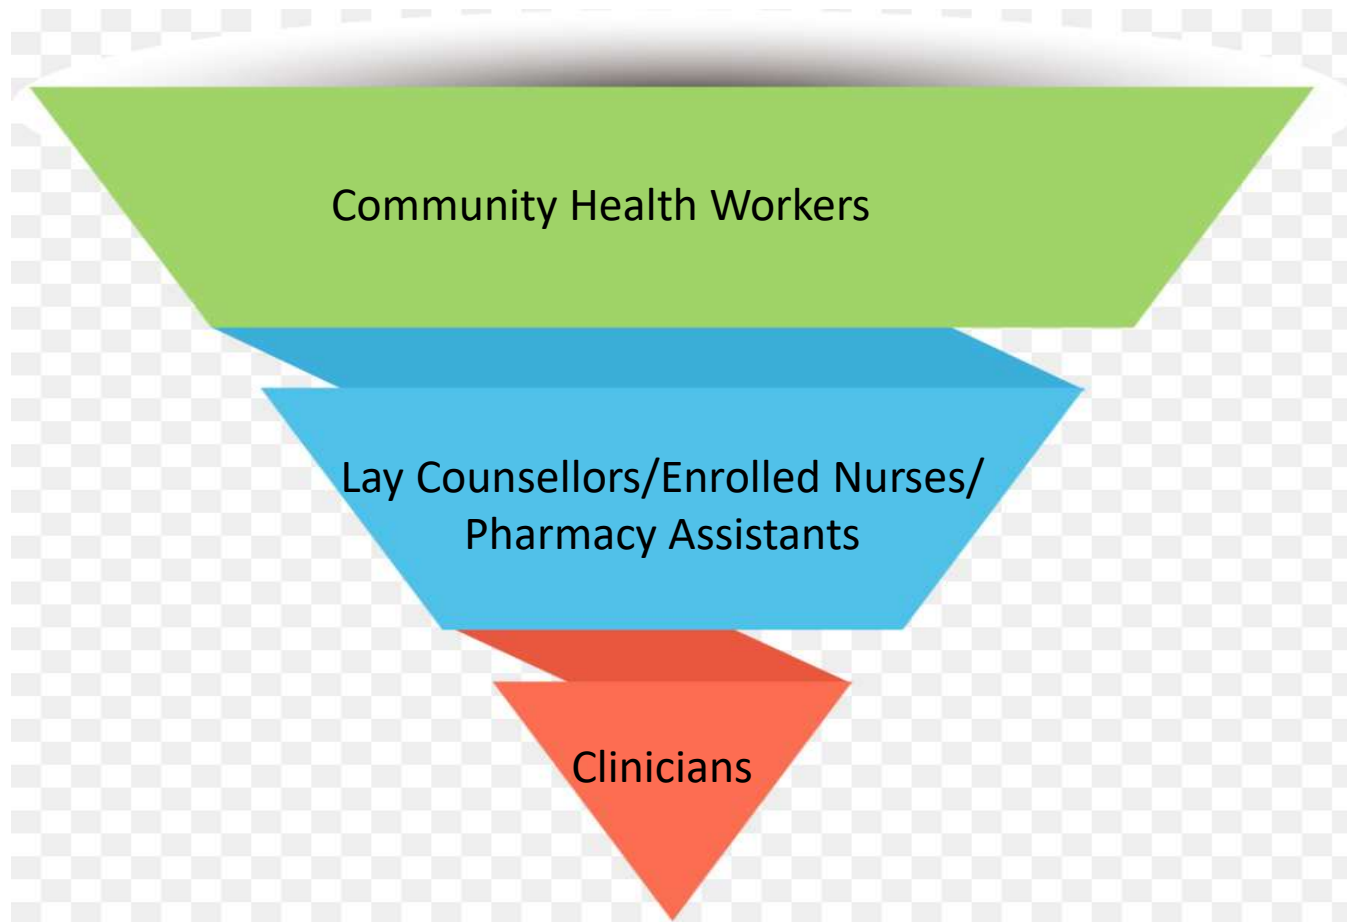 Community Health Workers
Lay Counsellors/Enrolled Nurses/
Pharmacy Assistants
Clinicians